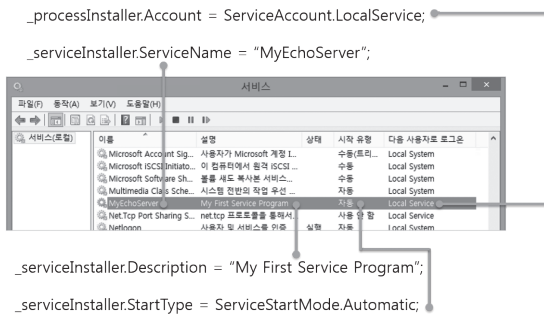 _processInstaller.Account = ServiceAccount.LocalService;
_serviceInstaller.ServiceName = “MyEchoServer”;
서비스
파일(F) 동작(A) 보기(V) 도움말(H)
서비스(로컬)
이름 설명 상태 시작 유형 다음 사용자로 로그온
Microsoft Account Sig... 사용자가 Microsoft 계정 I... 수동(트리... Local System
Microsoft iSCSI Initiato... 이 컴퓨터에서 원격 iSCSI ... 수동 Local System
Microsoft Software Sh... 볼륨 섀도 복사본 서비스... 수동 Local System
Multimedia Class Sche... 시스템 전반의 작업 우선 ... 자동 Local System
MyEchoServer My First Service Program 자동 Local Service
Net.Tcp Port Sharing S... net.tcp 프로토콜을 통해서... 사용 안 함 Local Service
Netlogon 사용자 및 서비스를 인증 실행 자동 Local System
_serviceInstaller.Description = “My First Service Program”;
_serviceInstaller.StartType = ServiceStartMode.Automatic;